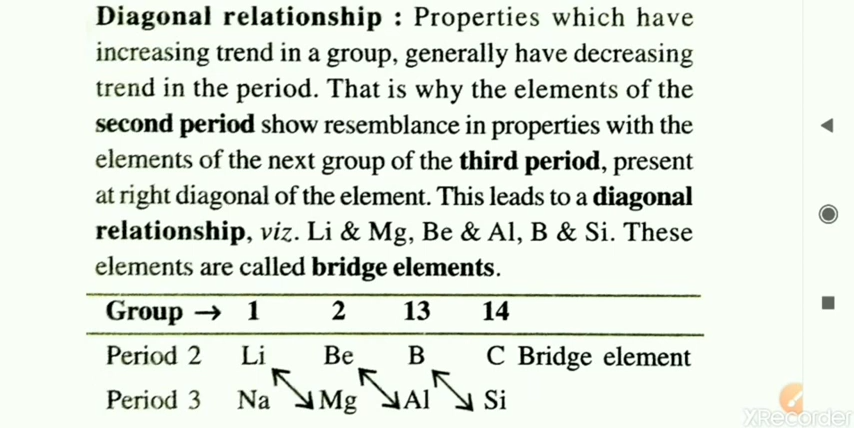 Diagonal relationship : Properties which have
increasing trend in a group, generally have decreasing
trend in the period. That is why the elements of the
second period show resemblance in properties with the
elements of the next group of the third period, present
at right diagonal of the element. This leads to a diagonal
relationship, viz. Li & Mg, Be & Al, B & Si. These
elements are called bridge elements.
Group → 1 2 13 14
Period 2 Li Be B C Bridge element
Period 3 Na Mg Al Si
XRecorder